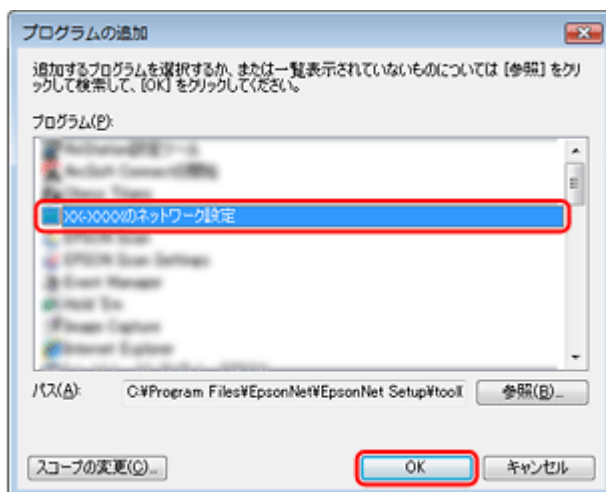 プログラムの追加
追加するプログラムを選択するか、または一覧表示されていないものについては [参照] をクリ
ックして検索して、[OK] をクリックしてください。
プログラム(P):
XX-XXXXのネットワーク設定
EPSON Scan
EPSON Scan Settings
Event Manager
Hold 'Em
Image Capture
Internet Explorer
パス(A):
C:¥Program Files¥EpsonNet¥EpsonNet Setup¥tool
参照(B)...
スコープの変更(C)...
OK
キャンセル